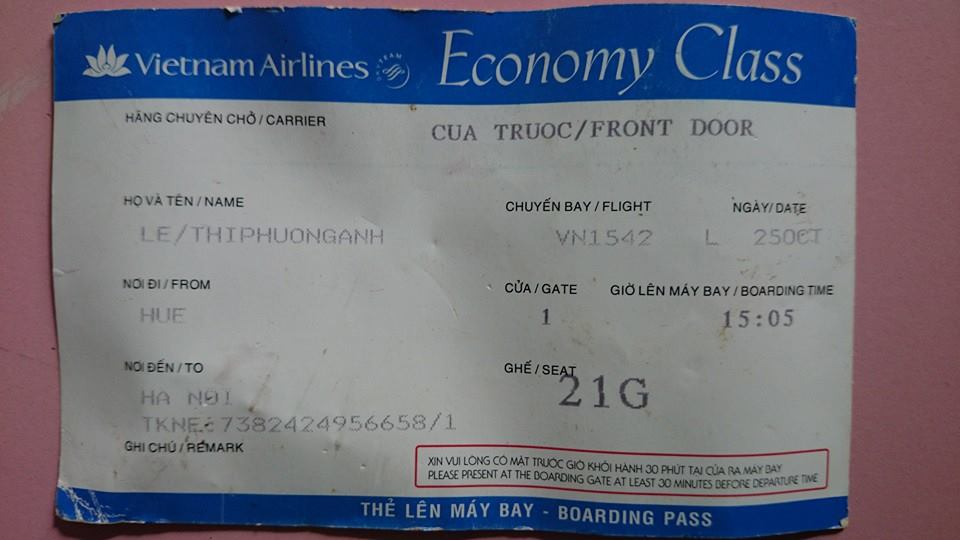 Vietnam Airlines SKYTEAM Economy Class
HÃNG CHUYÊN CHỞ / CARRIER
CUA TRUOC/FRONT DOOR
HỌ VÀ TÊN / NAME
CHUYẾN BAY / FLIGHT
NGÀY/ DATE
LE/THIPHUONGANH
VN1542 L 25OCT
NƠI ĐI / FROM
CỬA / GATE
GIỜ LÊN MÁY BAY / BOARDING TIME
HUE
1
15:05
NƠI ĐẾN / TO
GHẾ / SEAT
HA NOI
21G
TKNE:7382424956658/1
GHI CHÚ / REMARK
XIN VUI LÒNG CÓ MẶT TRƯỚC GIỜ KHỞI HÀNH 30 PHÚT TẠI CỬA RA MÁY BAY
PLEASE PRESENT AT THE BOARDING GATE AT LEAST 30 MINUTES BEFORE DEPARTURE TIME
THẺ LÊN MÁY BAY - BOARDING PASS